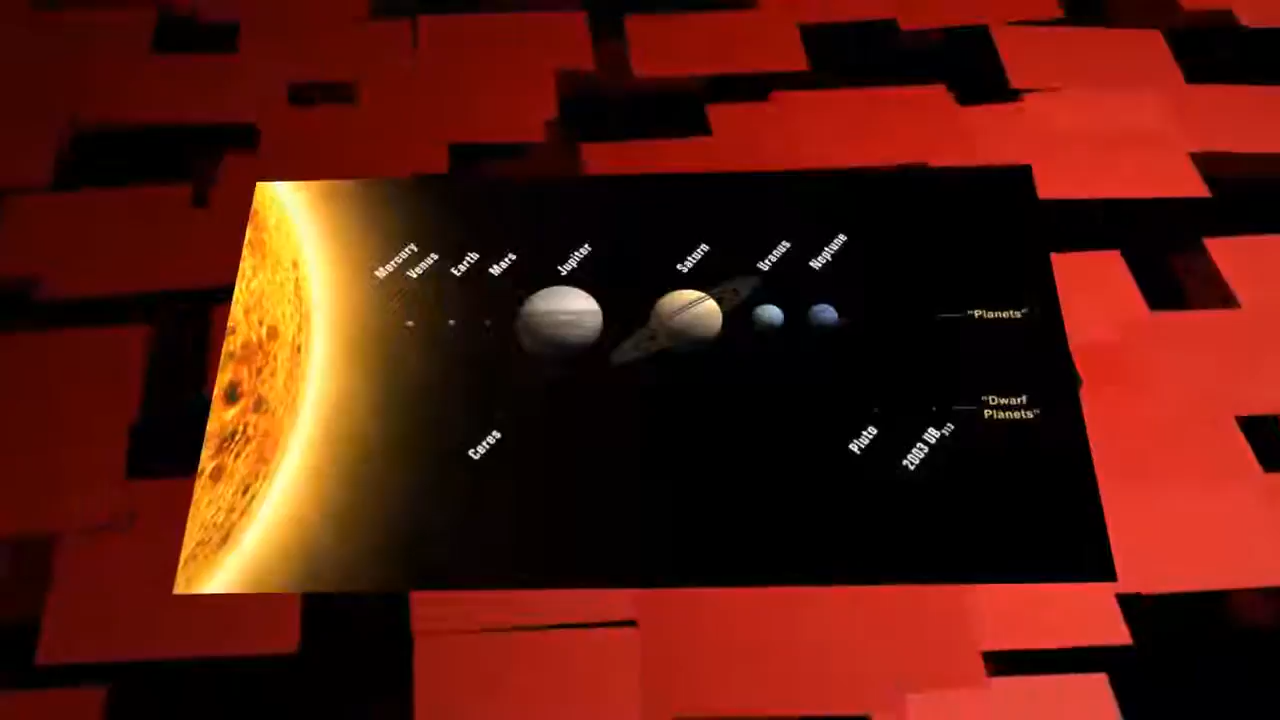 Mercury
Venus
Earth
Mars
Jupiter
Saturn
Uranus
Neptune
"Planets"
"Dwarf
Planets"
Ceres
Pluto
2003 UB313